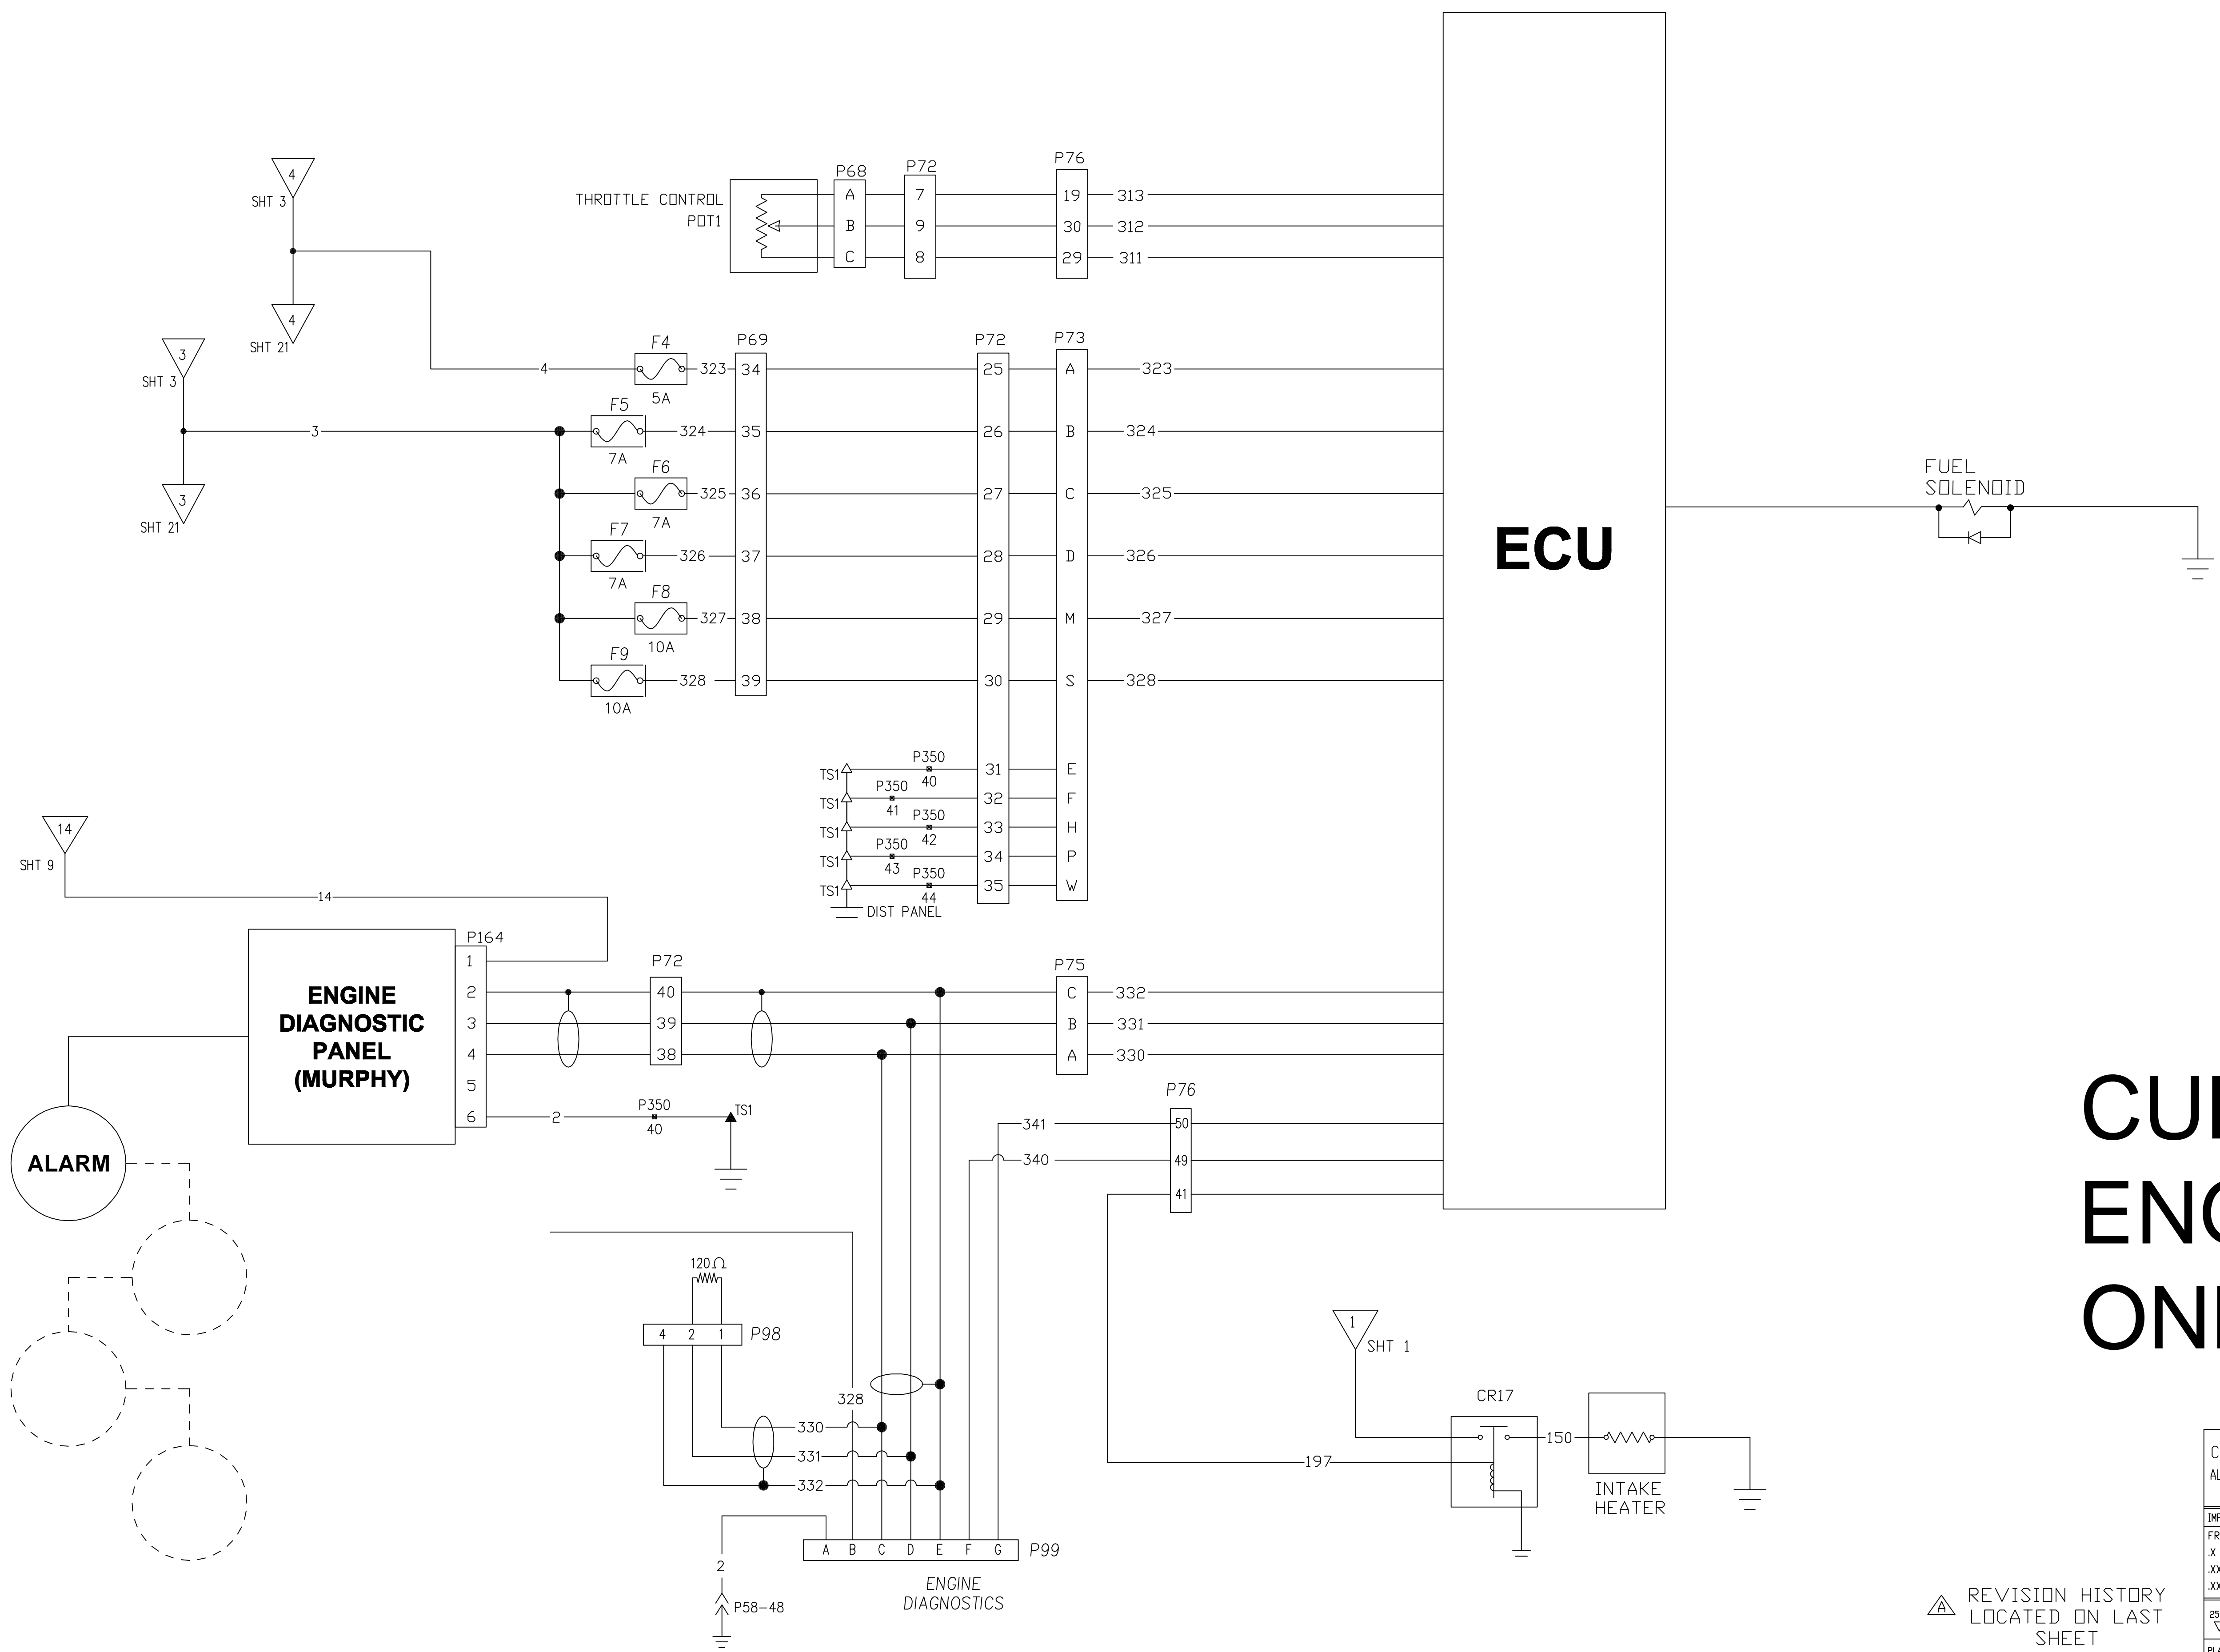 4
SHT 3
4
SHT 21
3
SHT 3
3
SHT 21
THROTTLE CONTROL
POT1
P68
A
B
C
P72
7
9
8
P76
19
30
29
313
312
311
ECU
4
3
F4
5A
F5
7A
F6
7A
F7
7A
F8
10A
F9
10A
323
324
325
326
327
328
P69
34
35
36
37
38
39
P72
25
26
27
28
29
30
31
32
33
34
35
P73
A
B
C
D
M
S
E
F
H
P
W
323
324
325
326
327
328
FUEL
SOLENOID
TS1
P350
40
TS1
P350
41
TS1
P350
42
TS1
P350
43
TS1
P350
44
DIST PANEL
14
SHT 9
14
ENGINE
DIAGNOSTIC
PANEL
(MURPHY)
P164
1
2
3
4
5
6
P72
40
39
38
P75
C
B
A
332
331
330
2
P350
40
TS1
ALARM
P76
50
49
41
341
340
120Ω
4 2 1 P98
328
330
331
332
A B C D E F G P99
ENGINE
DIAGNOSTICS
2
P58-48
1
SHT 1
CR17
197
150
INTAKE
HEATER
A
REVISION HISTORY
LOCATED ON LAST
SHEET
FR
.X
.XX